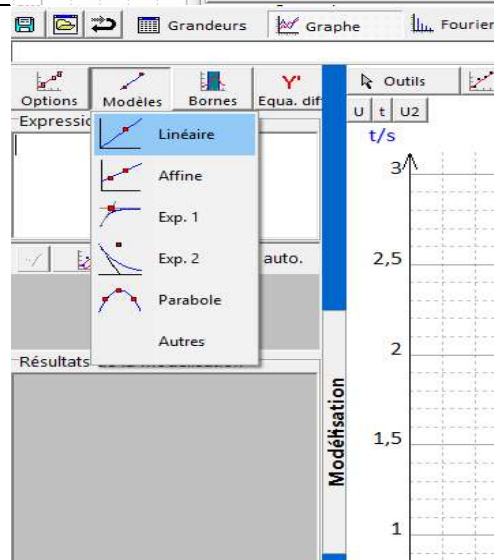 Grandeurs Graphe Fourier
Options Modèles Bornes Equa. dif
Y'
Outils
U t U2
Expressio
Linéaire
Affine
Exp. 1
Exp. 2
Parabole
Autres
auto.
Résultats
Modélisation
t/s
3
2,5
2
1,5
1